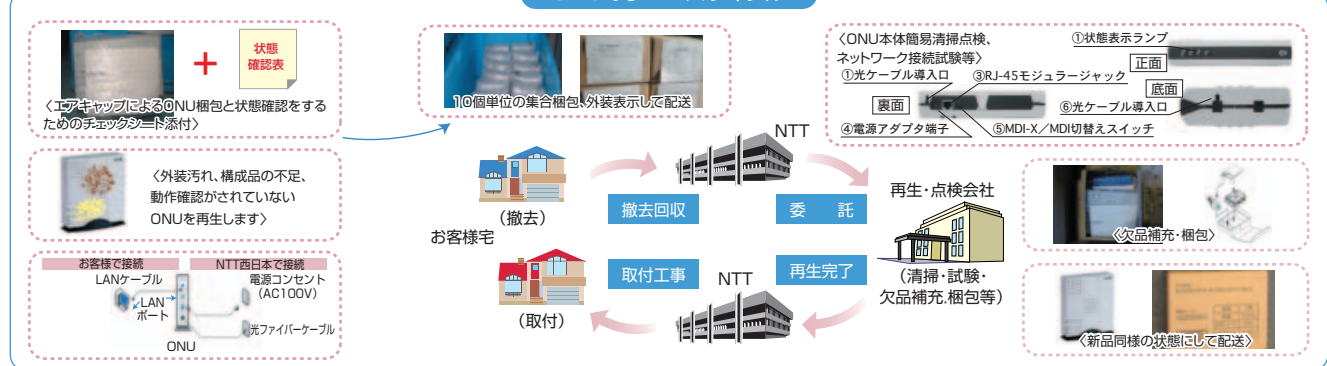 状態
確認表
〈エアキャップによるONU梱包と状態確認をする
ためのチェックシート添付〉
〈外装汚れ、構成品の不足、
動作確認がされていない
ONUを再生します〉
お客様で接続
NTT西日本で接続
LANケーブル
電源コンセント
（AC100V）
LAN
ポート
光ファイバーケーブル
ONU
10個単位の集合梱包、外装表示して配送
〈ONU本体簡易清掃点検、
ネットワーク接続試験等〉
①状態表示ランプ
正面
①光ケーブル導入口
③RJ-45モジュラージャック
裏面
底面
⑥光ケーブル導入口
④電源アダプタ端子
⑤MDI-X／MDI切替えスイッチ
NTT
（撤去）
お客様宅
撤去回収
委　託
再生・点検会社
（清掃・試験・
欠品補充.梱包等）
取付工事
NTT
再生完了
（取付）
〈欠品補充・梱包〉
〈新品同様の状態にして配送〉